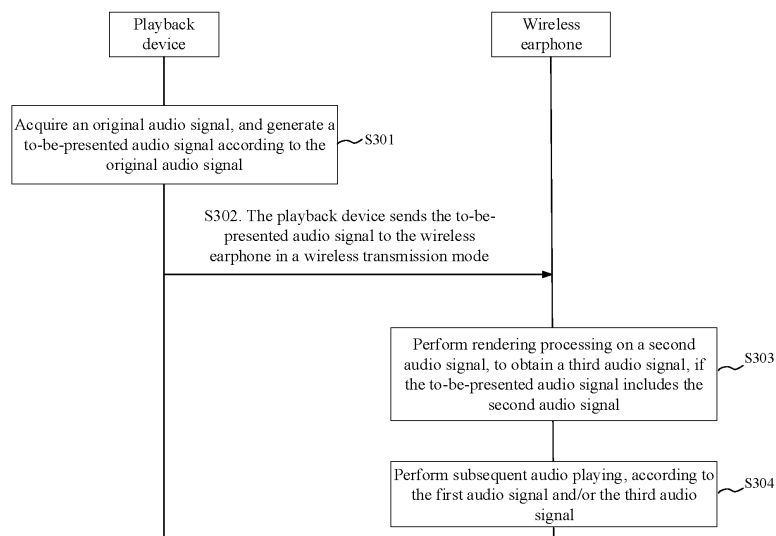 Playback
device
Wireless
earphone
Acquire an original audio signal, and generate a
to-be-presented audio signal according to the
original audio signal
S301
S302. The playback device sends the to-be-
presented audio signal to the wireless
earphone in a wireless transmission mode
Perform rendering processing on a second
audio signal, to obtain a third audio signal, if
the to-be-presented audio signal includes the
second audio signal
S303
Perform subsequent audio playing, according to
the first audio signal and/or the third audio
signal
S304